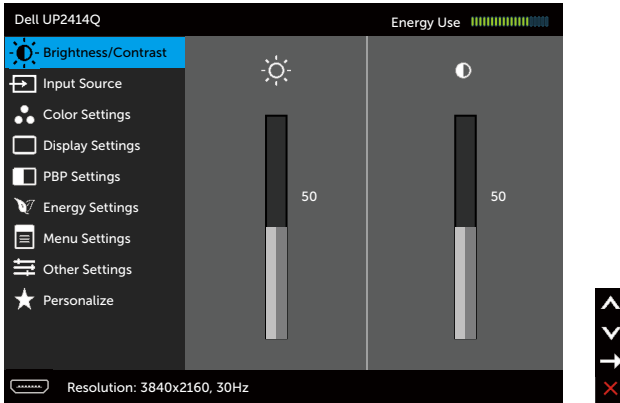 Dell UP2414Q
Energy Use
Brightness/Contrast
Input Source
Color Settings
Display Settings
PBP Settings
Energy Settings
Menu Settings
Other Settings
Personalize
50
50
Resolution: 3840x2160, 30Hz